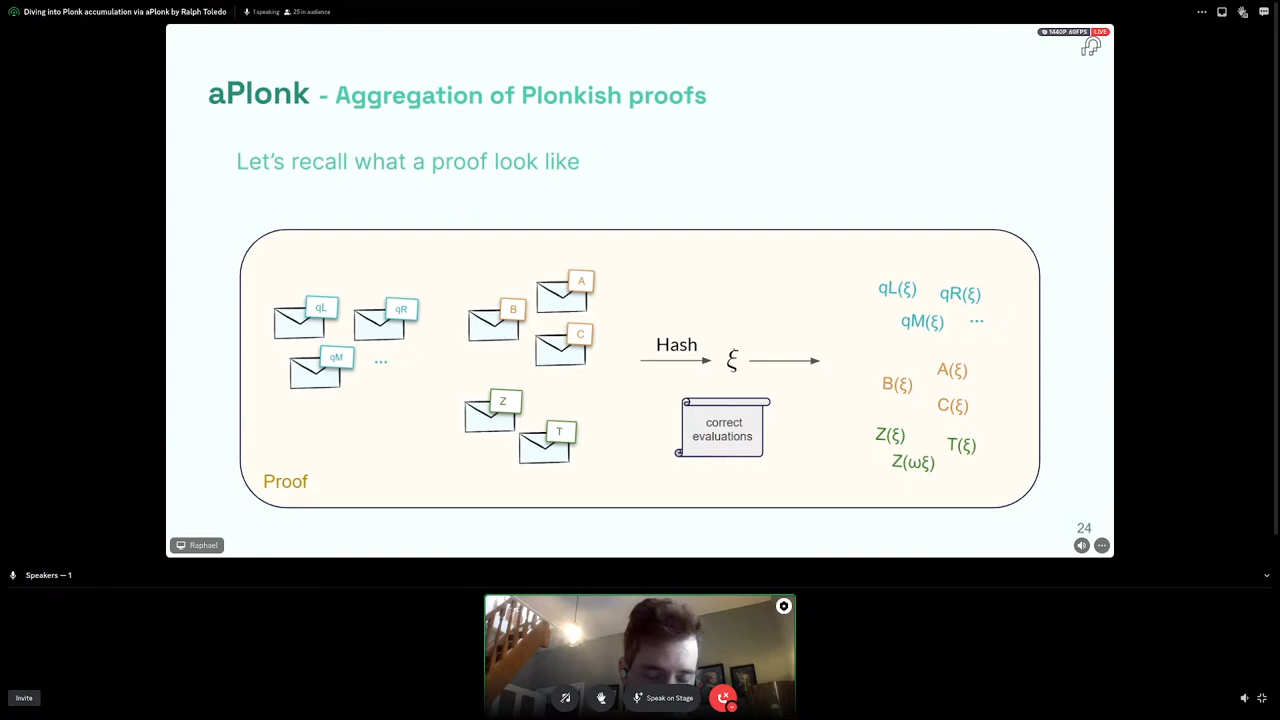 Diving into Plonk accumulation via aPlonk by Ralph Toledo
1 speaking
25 in audience
1440P 60FPS LIVE
aPlonk - Aggregation of Plonkish proofs
Let's recall what a proof look like
qL
qR
qM
...
A
B
C
Z
T
Hash
ξ
correct
evaluations
qL(ξ)
qR(ξ)
qM(ξ)
...
A(ξ)
B(ξ)
C(ξ)
Z(ξ)
T(ξ)
Z(ωξ)
Proof
24
Raphael
Speakers — 1
Speak on Stage
Invite